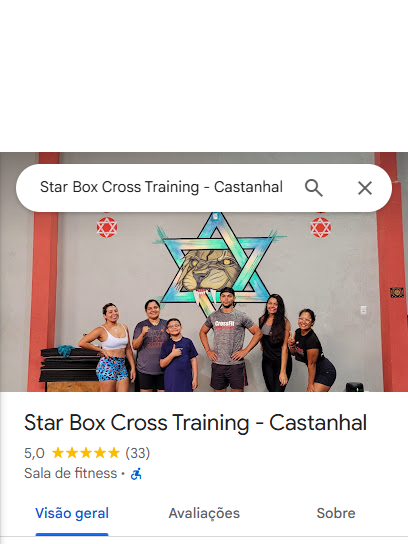 Star Box Cross Training - Castanhal
CrossFit
Star Box Cross Training - Castanhal
5,0 (33)
Sala de fitness ·
Visão geral Avaliações Sobre